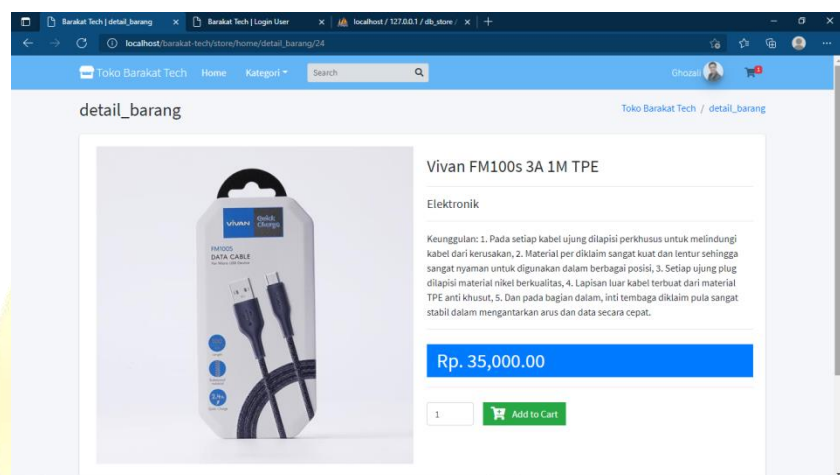 Barakat Tech | detail_barang
Barakat Tech | Login User
localhost / 127.0.0.1 / db_store /
localhost/barakat-tech/store/home/detail_barang/24
Toko Barakat Tech Home Kategori Search Ghozali 0
detail_barang
Toko Barakat Tech / detail_barang
VIVAN Quick Charge
FM100S
DATA CABLE
Vivan FM100s 3A 1M TPE
Elektronik
Keunggulan: 1. Pada setiap kabel ujung dilapisi perkhusus untuk melindungi
kabel dari kerusakan, 2. Material per diklaim sangat kuat dan lentur sehingga
sangat nyaman untuk digunakan dalam berbagai posisi, 3. Setiap ujung plug
dilapisi material nikel berkualitas, 4. Lapisan luar kabel terbuat dari material
TPE anti khusut, 5. Dan pada bagian dalam, inti tembaga diklaim pula sangat
stabil dalam mengantarkan arus dan data secara cepat.
Rp. 35,000.00
1 Add to Cart